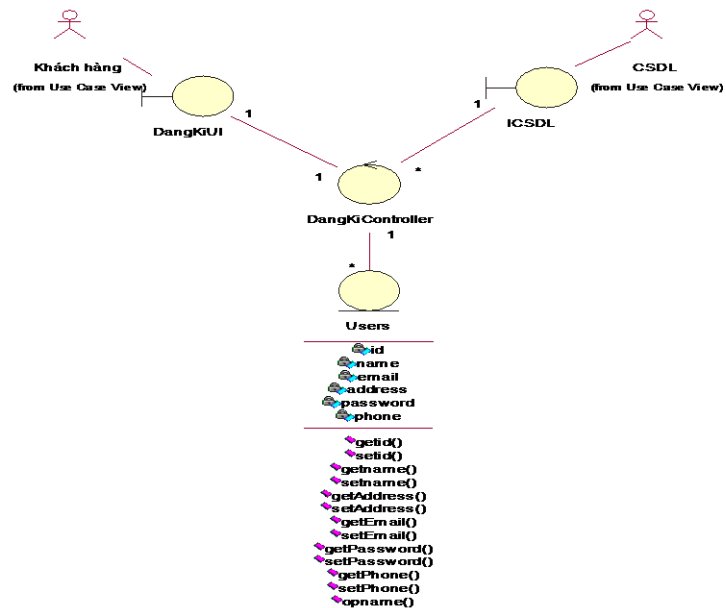 Khách hàng
(from Use Case View)
CSDL
(from Use Case View)
DangKiUI
ICSDL
1
1
1
*
DangKiController
1
*
Users
id
name
email
address
password
phone
getid()
setid()
getname()
setname()
getAddress()
setAddress()
getEmail()
setEmail()
getPassword()
setPassword()
getPhone()
setPhone()
opname()